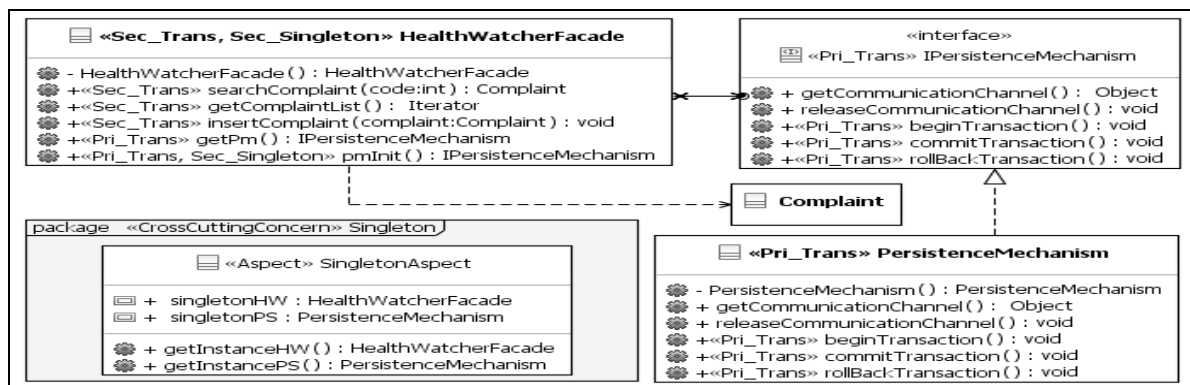 «Sec_Trans, Sec_Singleton» HealthWatcherFacade
- HealthWatcherFacade() : HealthWatcherFacade
+«Sec_Trans» searchComplaint(code:int) : Complaint
+«Sec_Trans» getComplaintList() : Iterator
+«Sec_Trans» insertComplaint(complaint:Complaint) : void
+«Pri_Trans» getPm() : IPersistenceMechanism
+«Pri_Trans, Sec_Singleton» pmInit() : IPersistenceMechanism
«interface»
«Pri_Trans» IPersistenceMechanism
+ getCommunicationChannel() : Object
+ releaseCommunicationChannel() : void
+«Pri_Trans» beginTransaction() : void
+«Pri_Trans» commitTransaction() : void
+«Pri_Trans» rollBackTransaction() : void
Complaint
package «CrossCuttingConcern» Singleton
«Aspect» SingletonAspect
+ singletonHW : HealthWatcherFacade
+ singletonPS : PersistenceMechanism
+ getInstanceHW() : HealthWatcherFacade
+ getInstancePS() : PersistenceMechanism
«Pri_Trans» PersistenceMechanism
- PersistenceMechanism() : PersistenceMechanism
+ getCommunicationChannel() : Object
+ releaseCommunicationChannel() : void
+«Pri_Trans» beginTransaction() : void
+«Pri_Trans» commitTransaction() : void
+«Pri_Trans» rollBackTransaction() : void